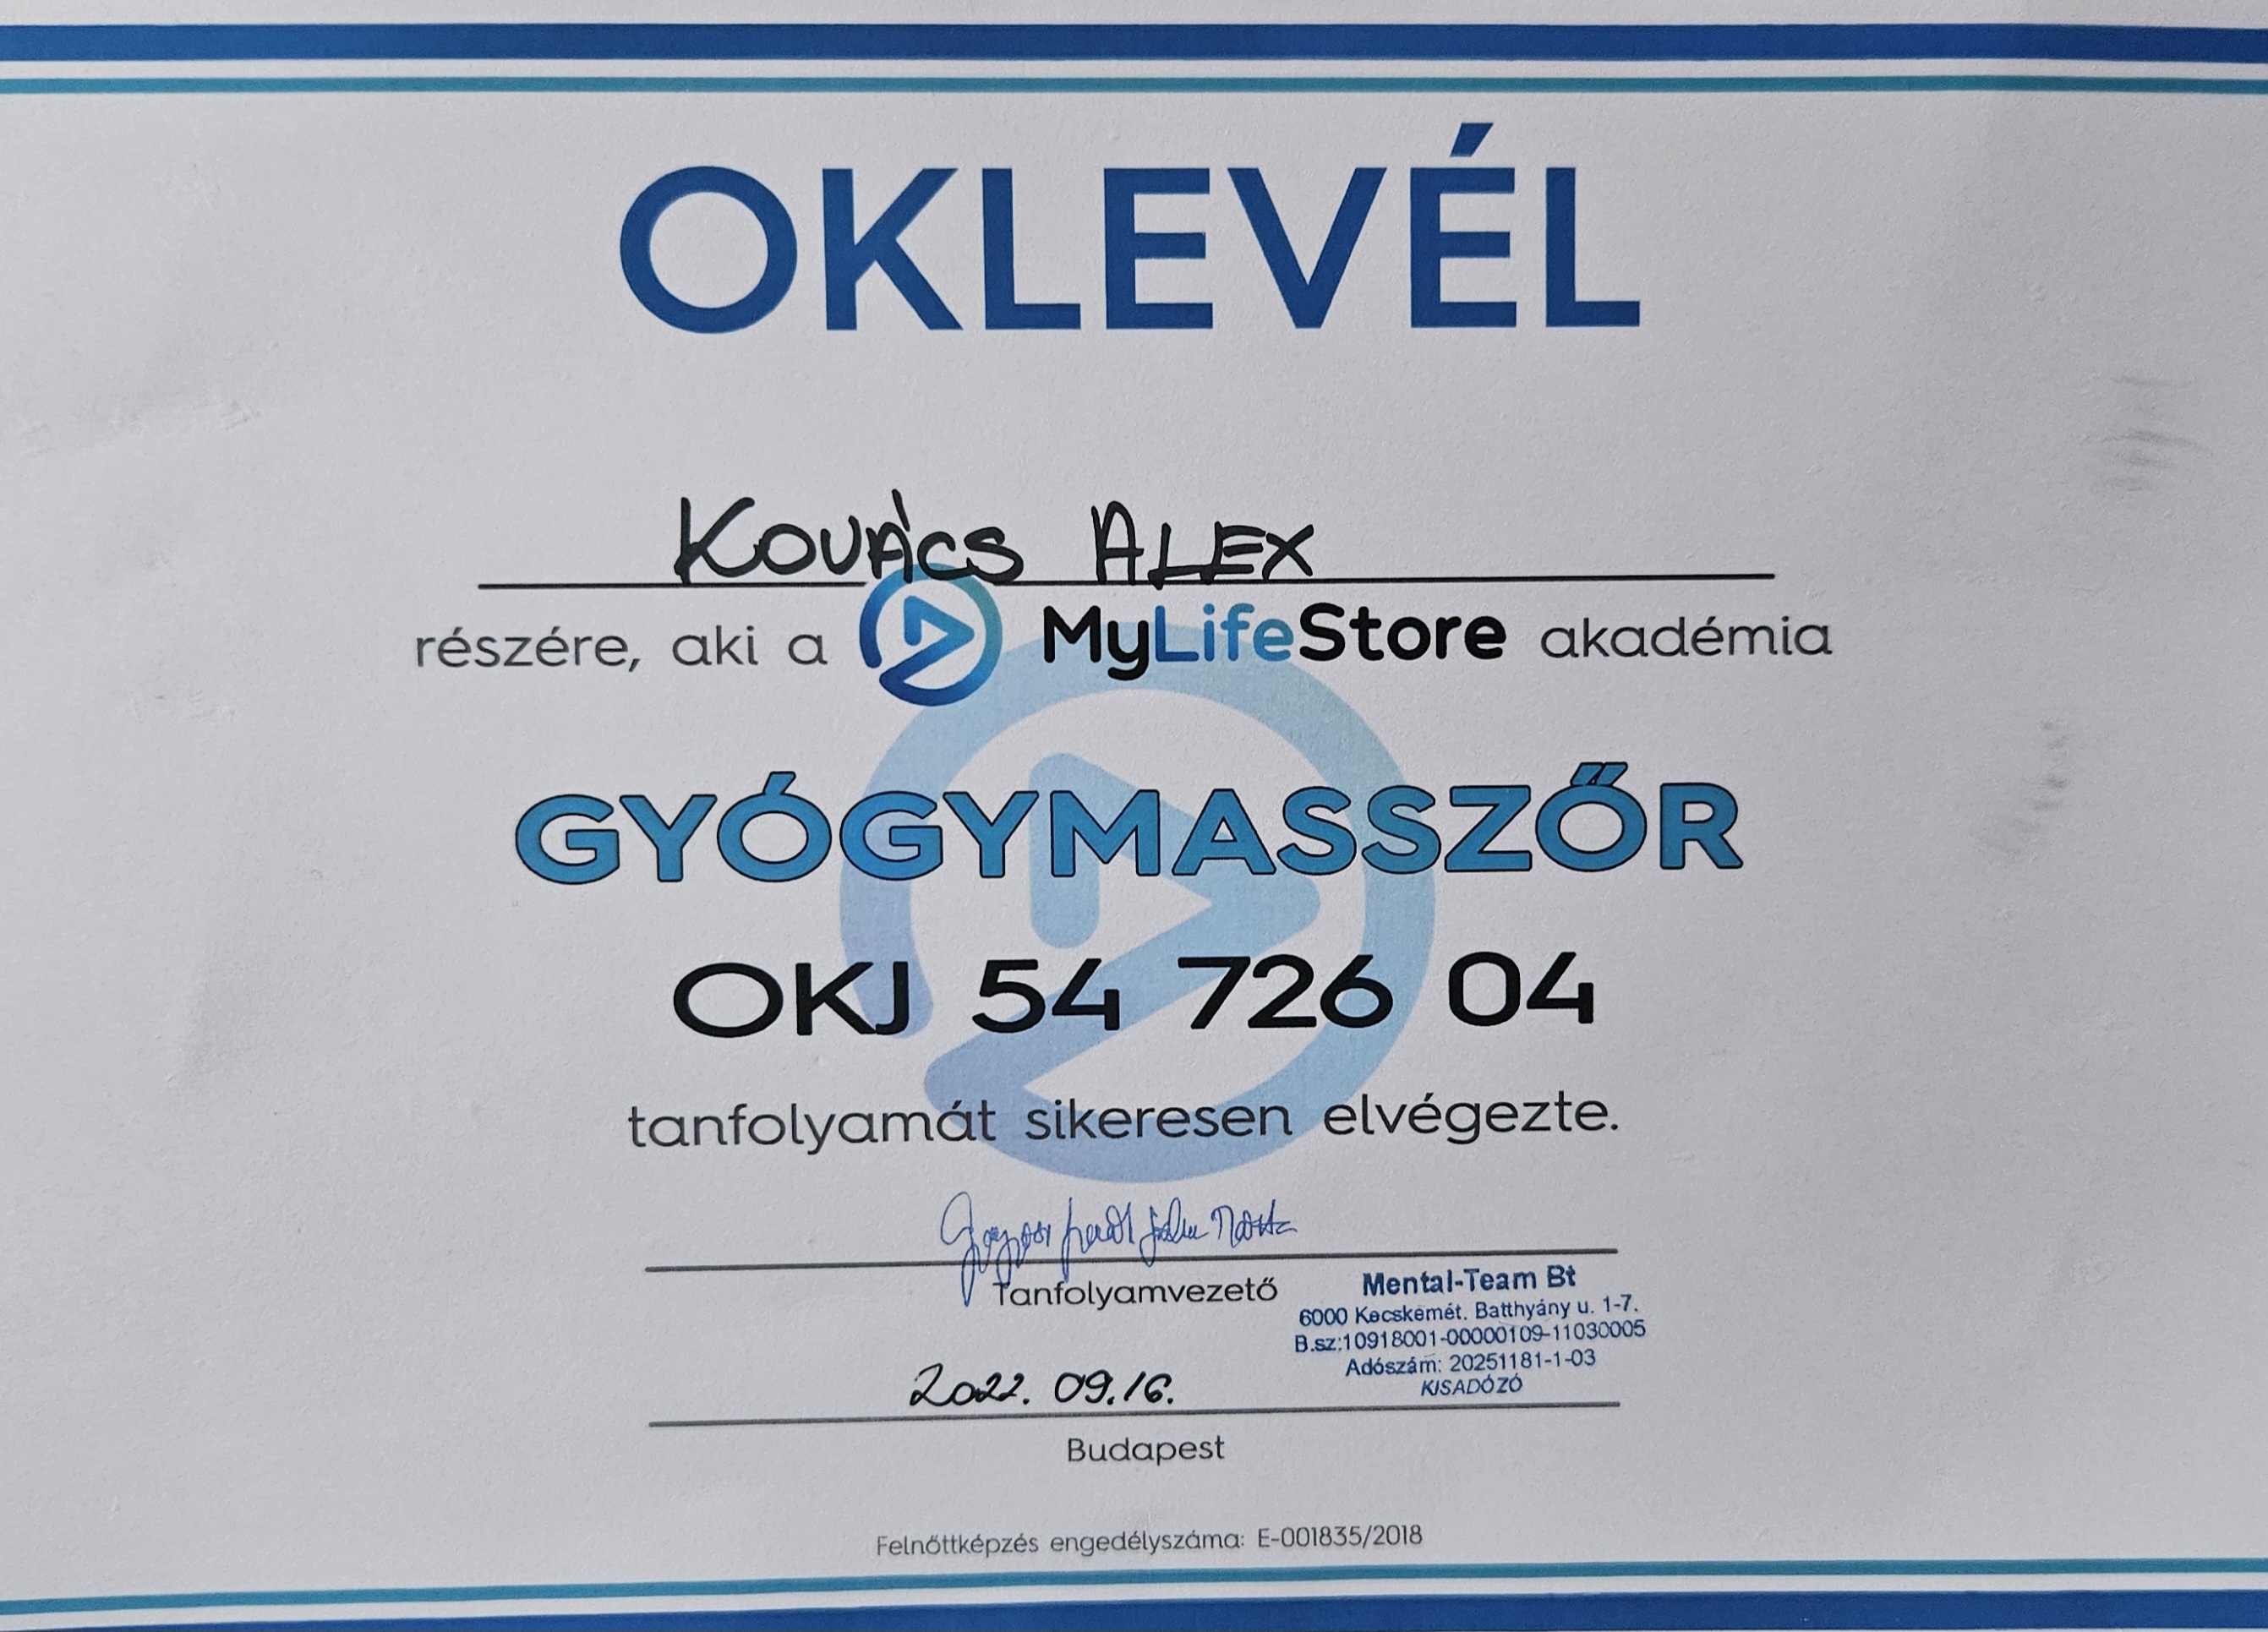 OKLEVÉL
KOVÁCS ALEX
részére, aki a MyLifeStore akadémia
GYÓGYMASSZŐR
OKJ 54 726 04
tanfolyamát sikeresen elvégezte.
Tanfolyamvezető
Mental-Team Bt
6000 Kecskemét. Batthyány u. 1-7.
B.sz:10918001-00000109-11030005
Adószám: 20251181-1-03
KISADÓZÓ
2022. 09.16.
Budapest
Felnőttképzés engedélyszáma: E-001835/2018